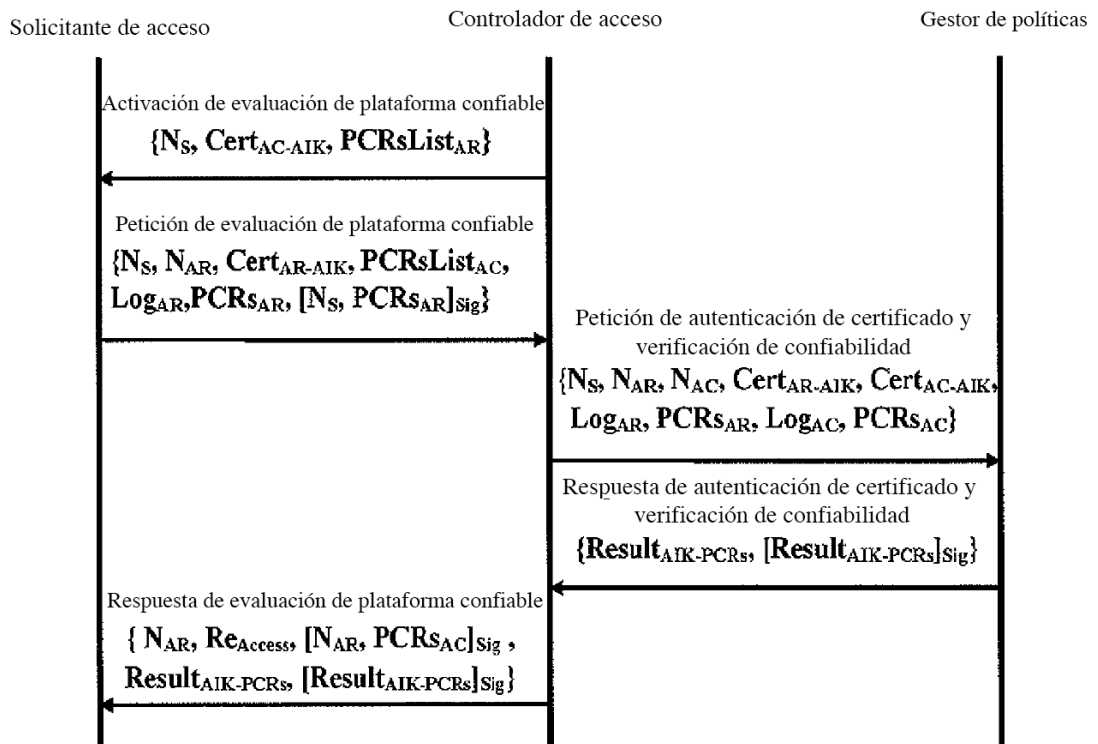 Solicitante de acceso
Controlador de acceso
Gestor de políticas
Activación de evaluación de plataforma confiable
{N_S, Cert_AC-AIK, PCRsList_AR}
Petición de evaluación de plataforma confiable
{N_S, N_AR, Cert_AR-AIK, PCRsList_AC,
Log_AR,PCRs_AR, [N_S, PCRs_AR]_Sig}
Petición de autenticación de certificado y
verificación de confiabilidad
{N_S, N_AR, N_AC, Cert_AR-AIK, Cert_AC-AIK,
Log_AR, PCRs_AR, Log_AC, PCRs_AC}
Respuesta de autenticación de certificado y
verificación de confiabilidad
{Result_AIK-PCRs, [Result_AIK-PCRs]_Sig}
Respuesta de evaluación de plataforma confiable
{ N_AR, Re_Access, [N_AR, PCRs_AC]_Sig ,
Result_AIK-PCRs, [Result_AIK-PCRs]_Sig}